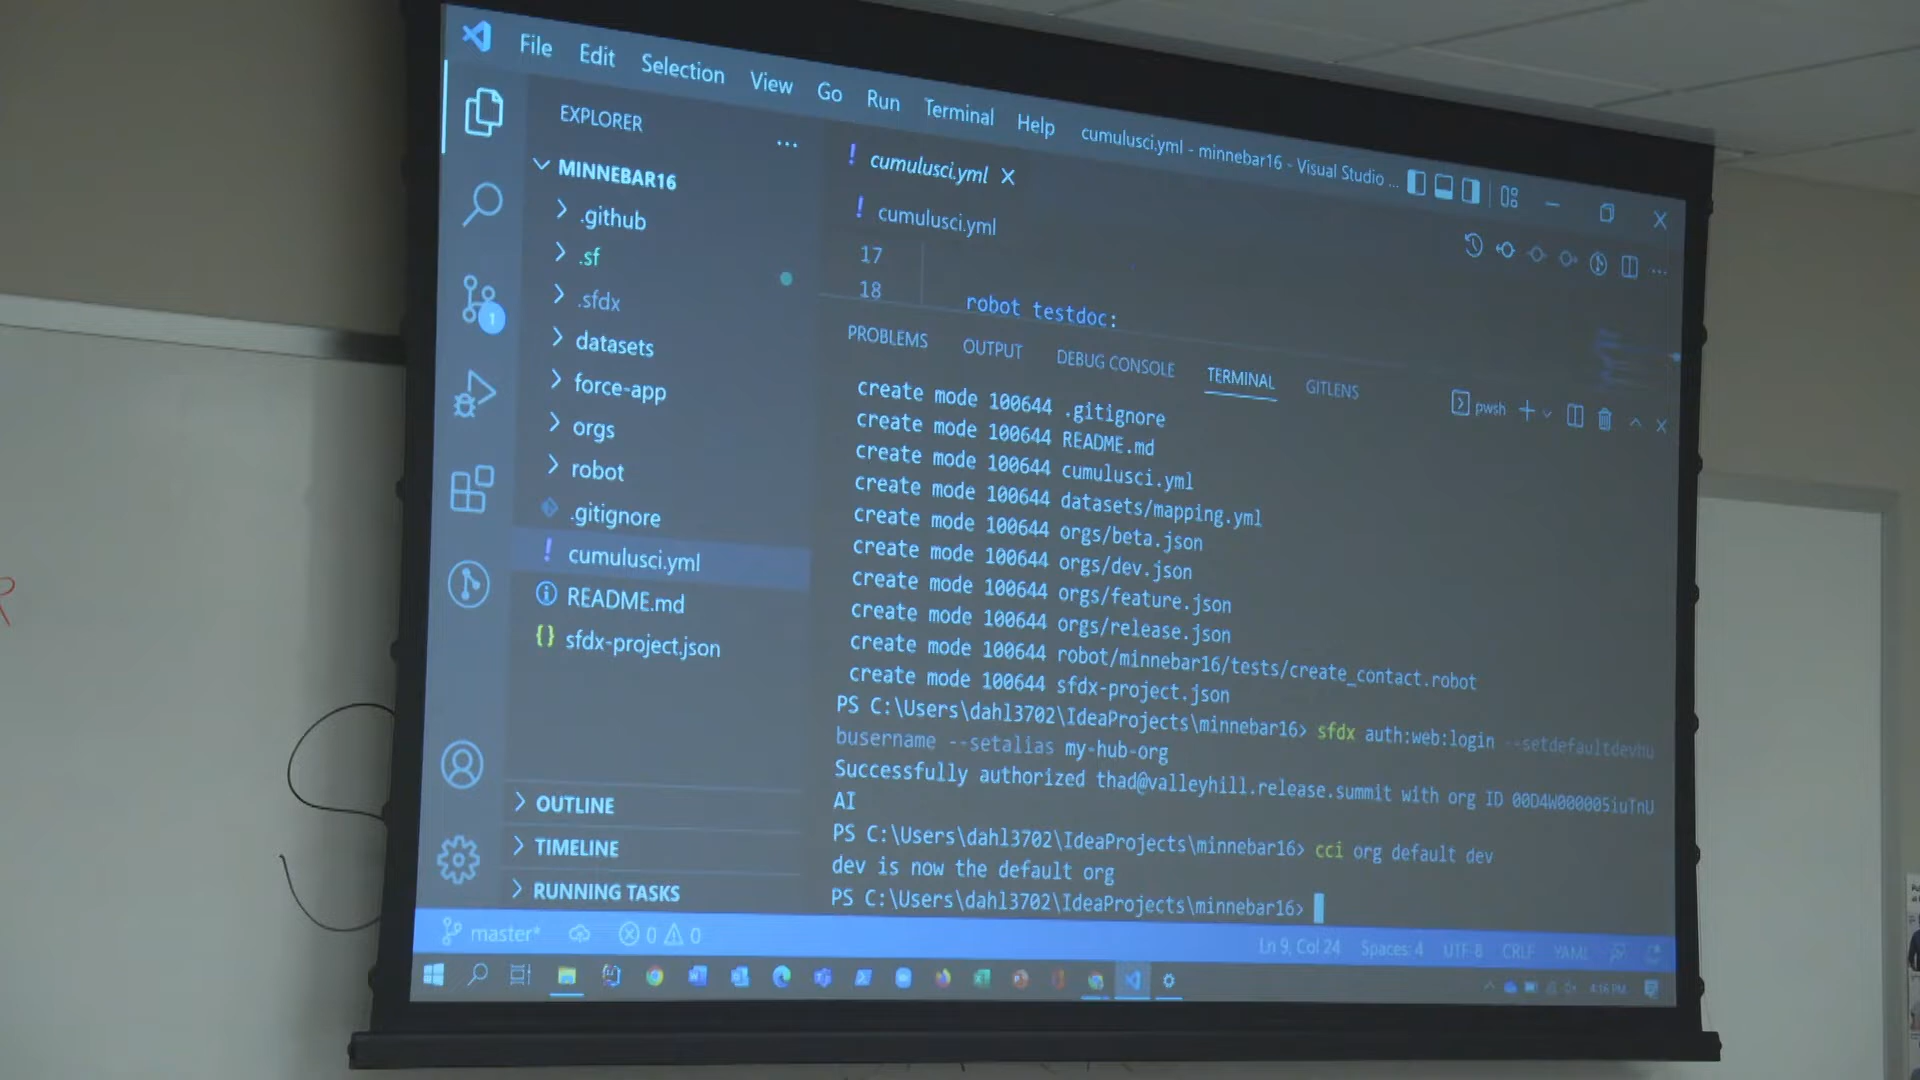 File Edit Selection View Go Run Terminal Help cumulusci.yml - minnebar16 - Visual Studio ...
EXPLORER
MINNEBAR16
.github
.sf
.sfdx
datasets
force-app
orgs
robot
.gitignore
cumulusci.yml
README.md
sfdx-project.json
OUTLINE
TIMELINE
RUNNING TASKS
1
cumulusci.yml
cumulusci.yml
17
18 robot testdoc:
PROBLEMS OUTPUT DEBUG CONSOLE TERMINAL GITLENS
pwsh
create mode 100644 .gitignore
create mode 100644 README.md
create mode 100644 cumulusci.yml
create mode 100644 datasets/mapping.yml
create mode 100644 orgs/beta.json
create mode 100644 orgs/dev.json
create mode 100644 orgs/feature.json
create mode 100644 orgs/release.json
create mode 100644 robot/minnebar16/tests/create_contact.robot
create mode 100644 sfdx-project.json
PS C:\Users\dahl3702\IdeaProjects\minnebar16> sfdx auth:web:login --setdefaultdevhu
busername --setalias my-hub-org
Successfully authorized thad@valleyhill.release.summit with org ID 00D4W000005iuTnU
AI
PS C:\Users\dahl3702\IdeaProjects\minnebar16> cci org default dev
dev is now the default org
PS C:\Users\dahl3702\IdeaProjects\minnebar16>
master* 0 0 Ln 9, Col 24 Spaces: 4 UTF-8 CRLF YAML
4:16 PM